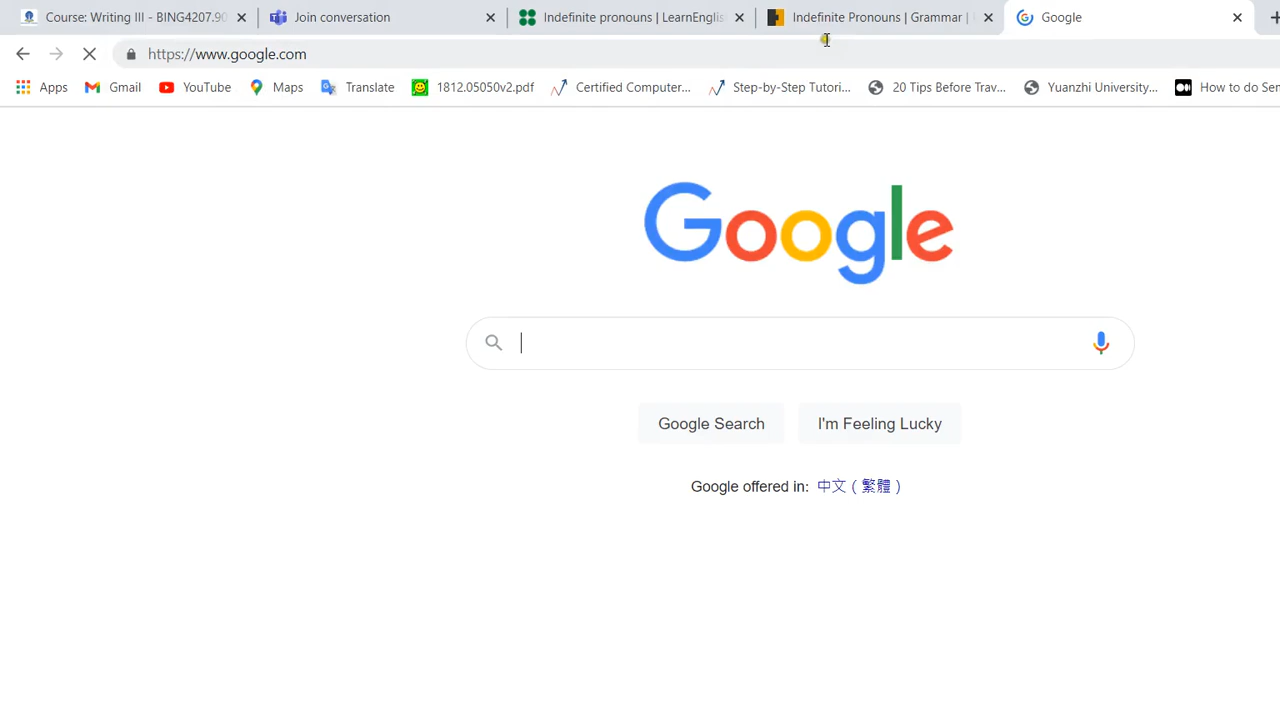 Course: Writing III - BING4207.90
Join conversation
Indefinite pronouns | LearnEnglis
Indefinite Pronouns | Grammar |
Google
https://www.google.com
Apps
Gmail
YouTube
Maps
Translate
1812.05050v2.pdf
Certified Computer...
Step-by-Step Tutori...
20 Tips Before Trav...
Yuanzhi University...
How to do Sem
Google
Google Search
I'm Feeling Lucky
Google offered in: 中文 ( 繁體 )